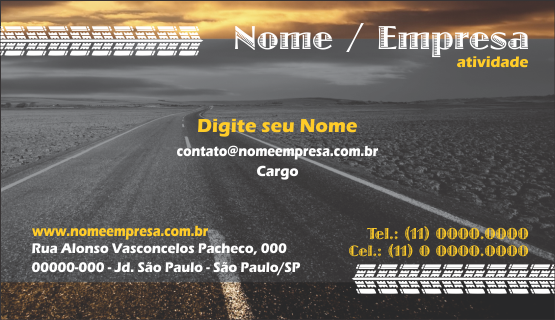 Nome / Empresa
atividade
Digite seu Nome
contato@nomeempresa.com.br
Cargo
www.nomeempresa.com.br
Rua Alonso Vasconcelos Pacheco, 000
00000-000 - Jd. São Paulo - São Paulo/SP
Tel.: (11) 0000.0000
Cel.: (11) 0 0000.0000